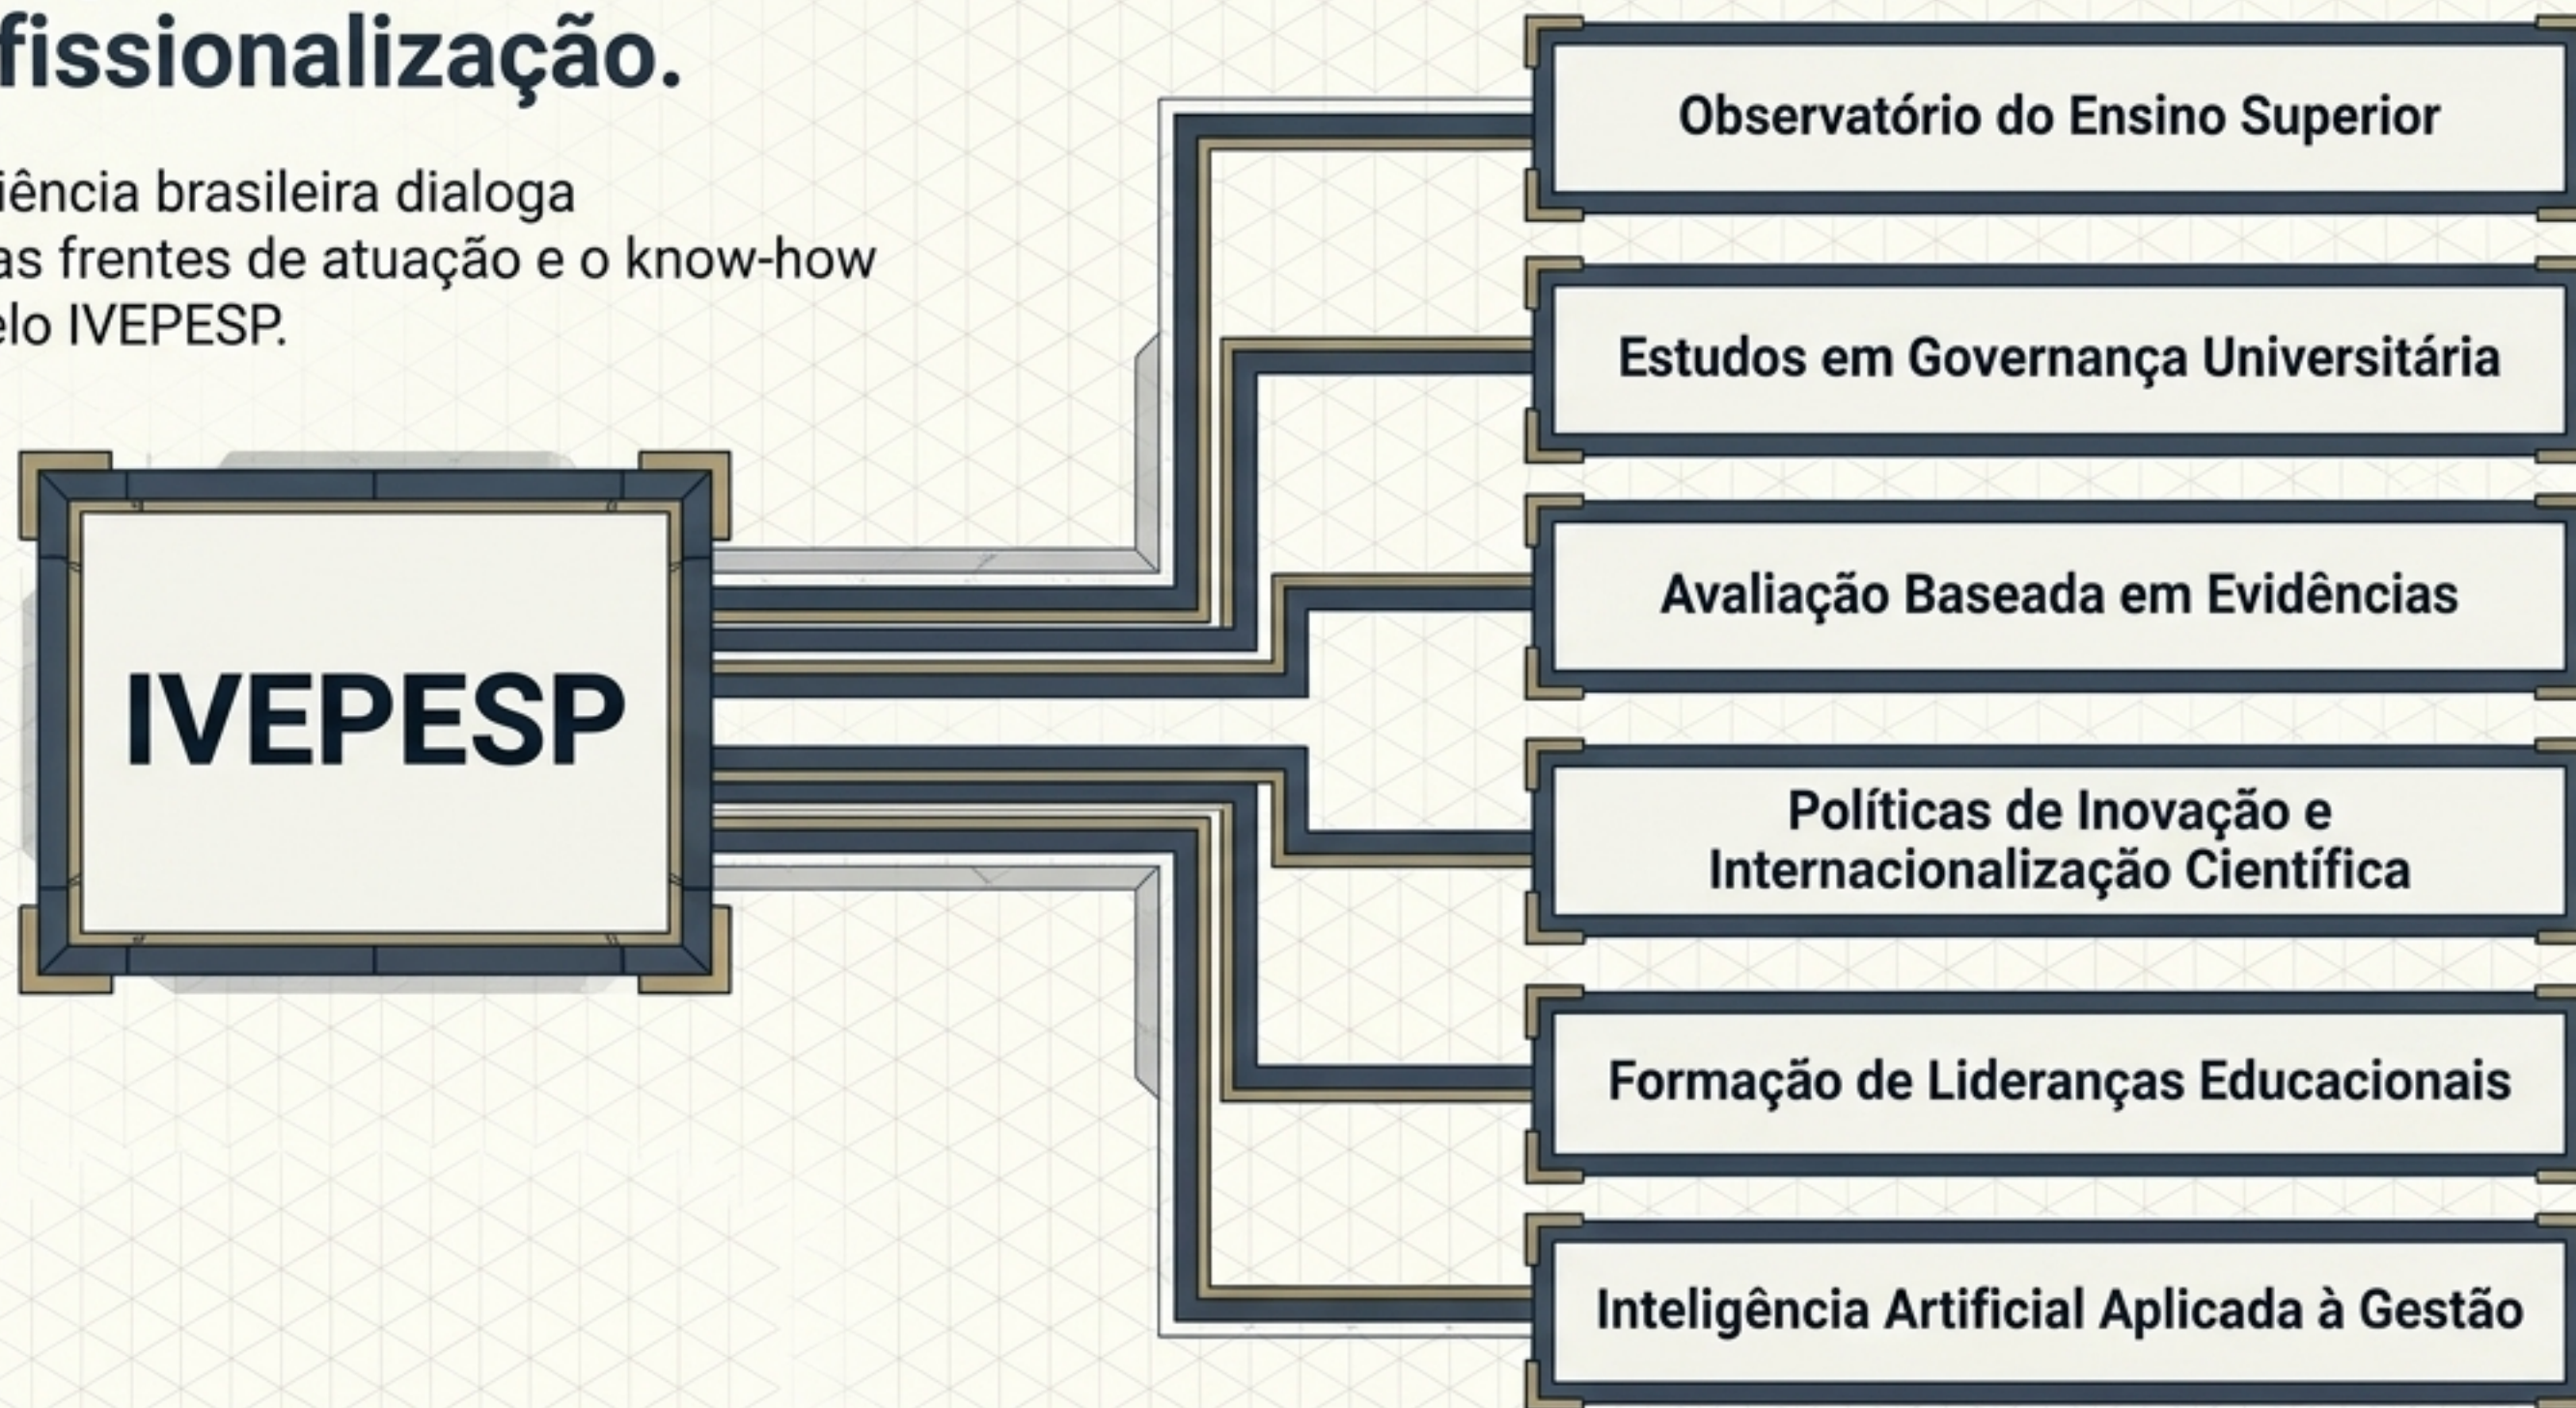 fissionalização.
iência brasileira dialoga
as frentes de atuação e o know-how
elo IVEPESP.
IVEPESP
Observatório do Ensino Superior
Estudos em Governança Universitária
Avaliação Baseada em Evidências
Políticas de Inovação e
Internacionalização Científica
Formação de Lideranças Educacionais
Inteligência Artificial Aplicada à Gestão